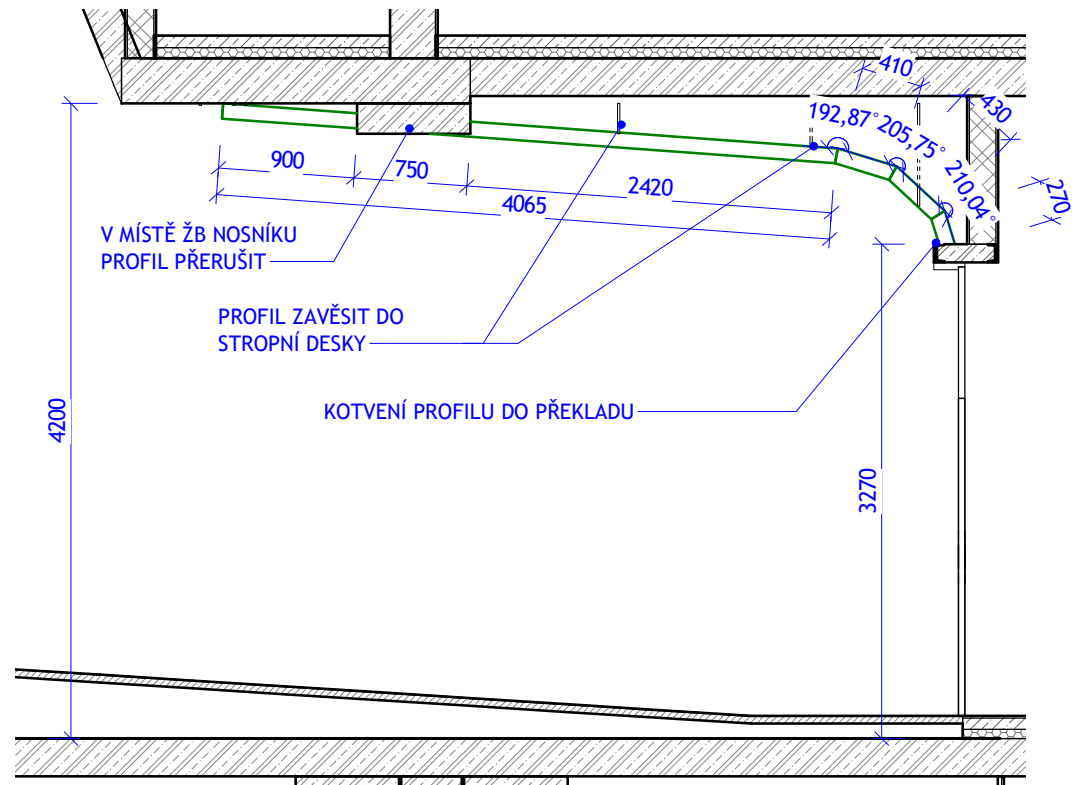 410
430
192,87°
205,75°
210,04°
270
900
750
2420
4065
V MÍSTĚ ŽB NOSNÍKU
PROFIL PŘERUŠIT
PROFIL ZAVĚSIT DO
STROPNÍ DESKY
KOTVENÍ PROFILU DO PŘEKLADU
4200
3270